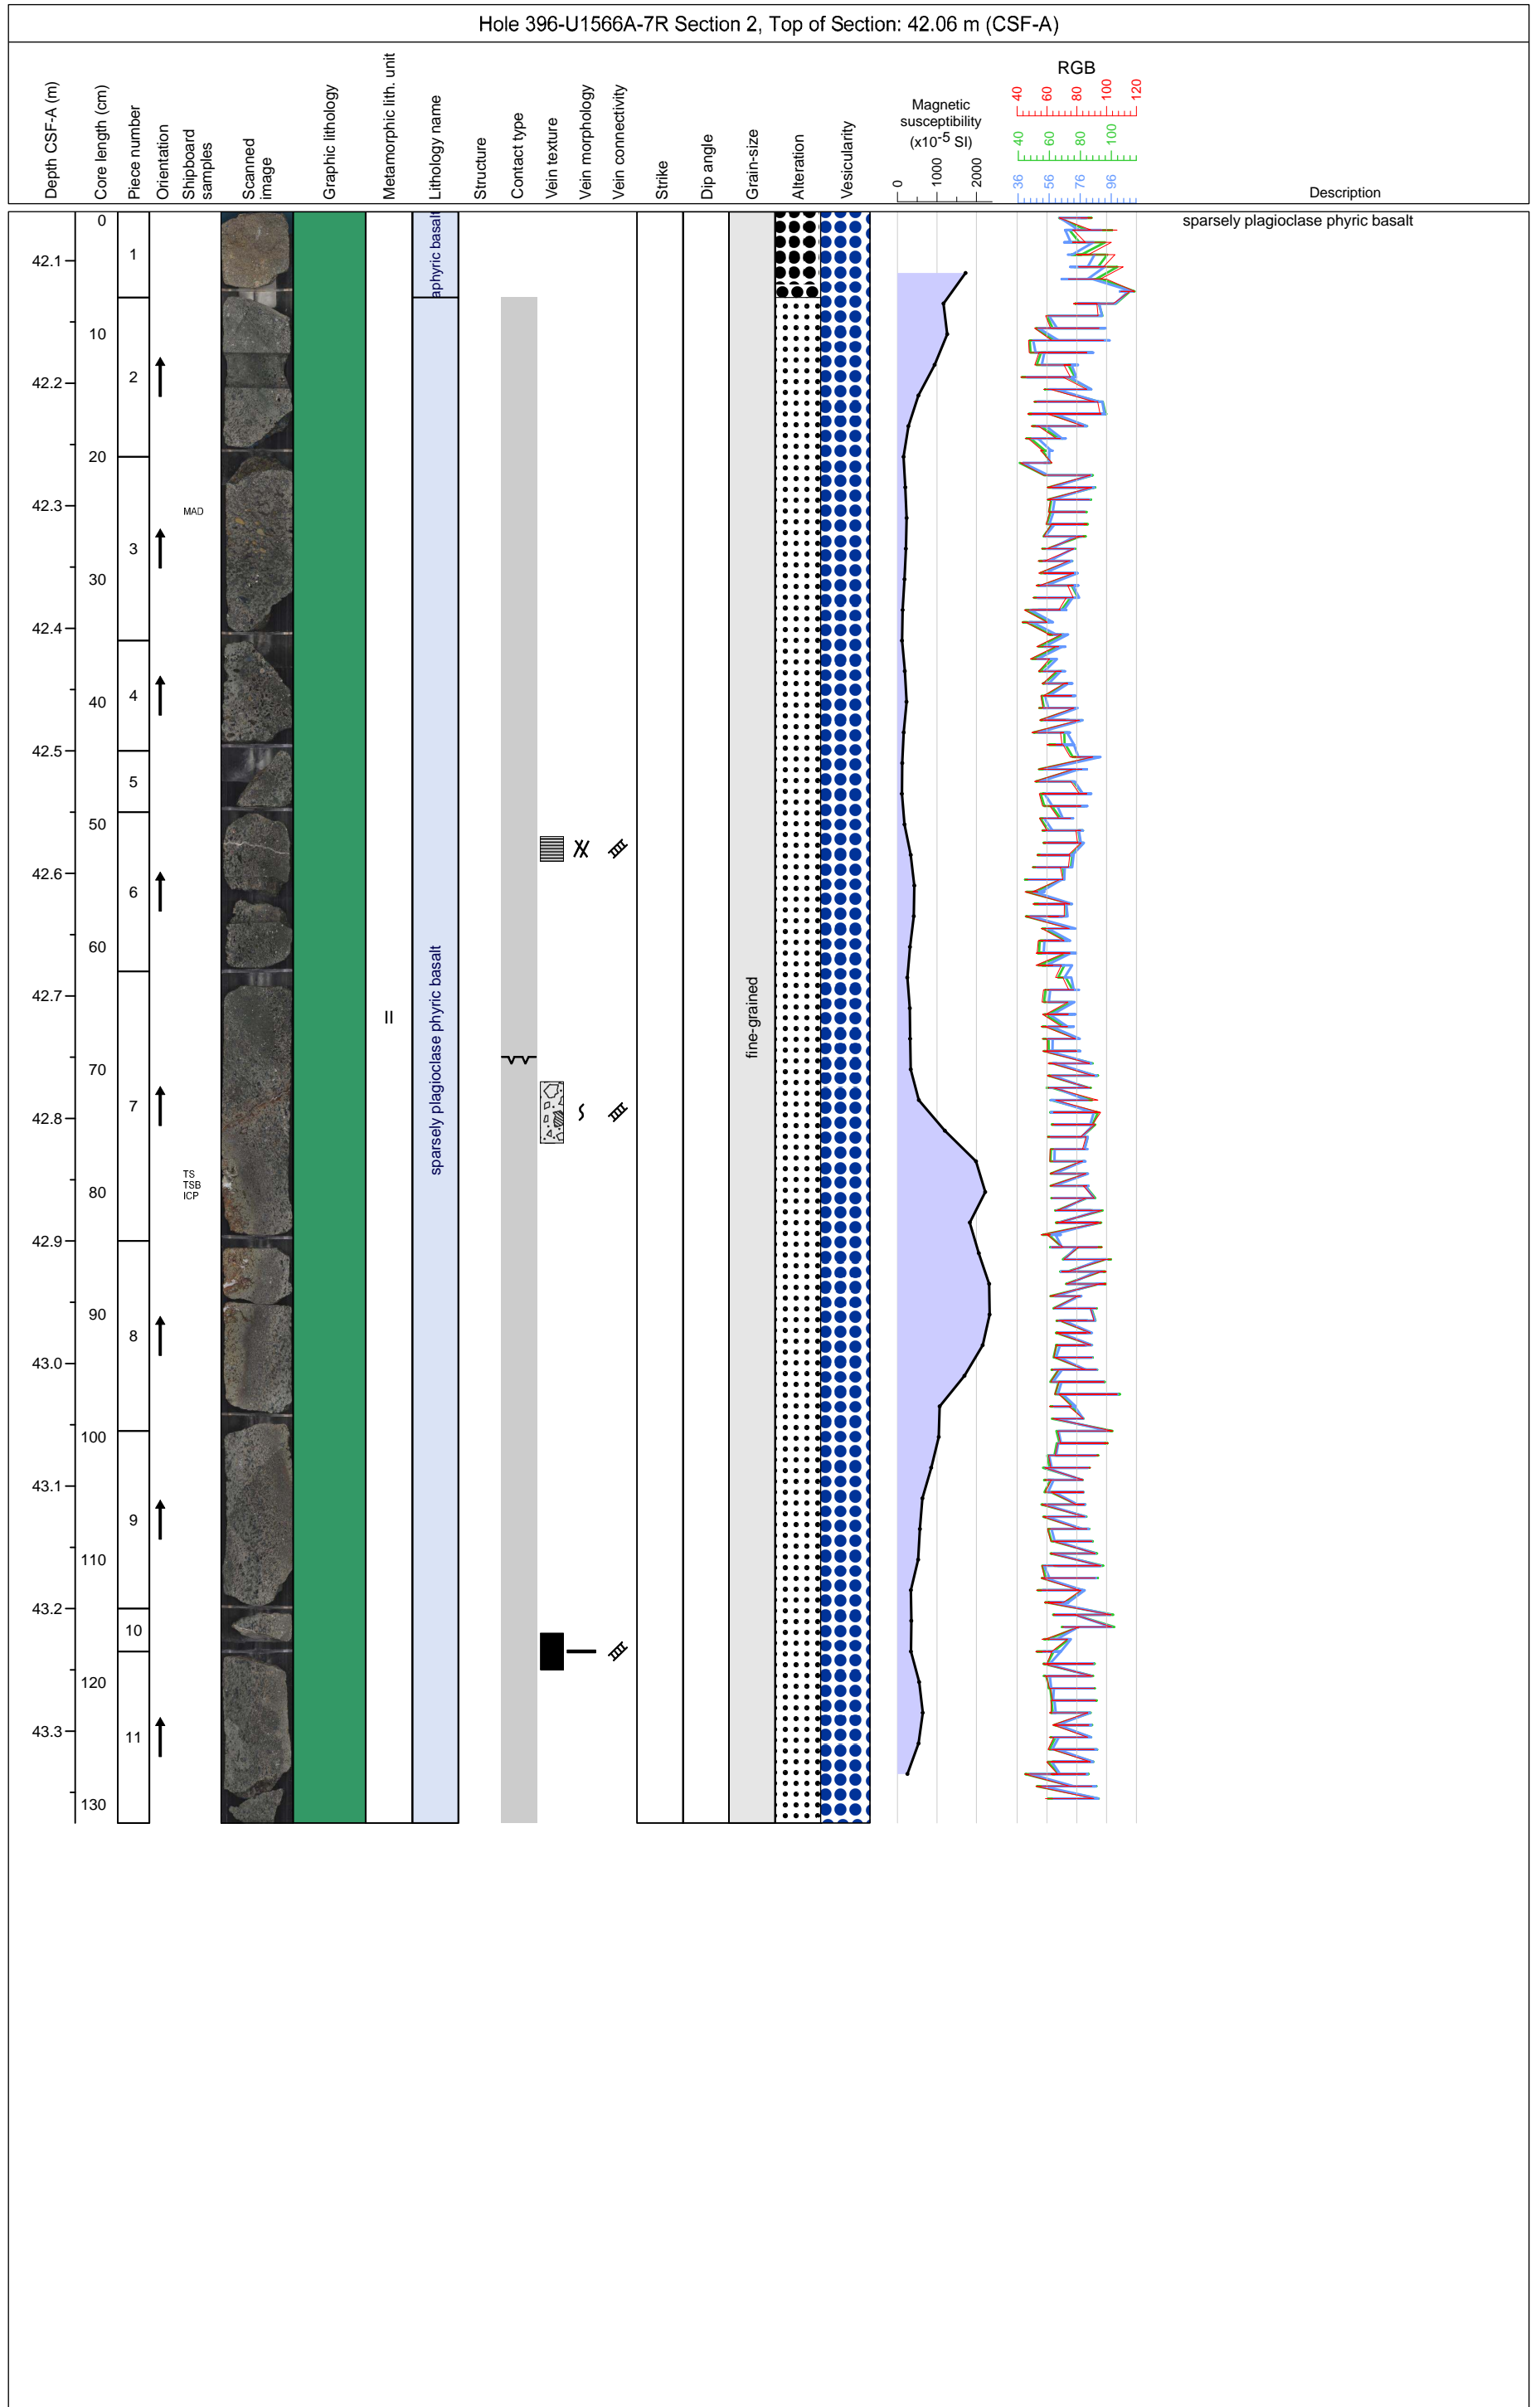 Hole 396-U1566A-7R Section 2, Top of Section: 42.06 m (CSF-A)
Depth CSF-A (m)
Core length (cm)
Piece number
Orientation
Shipboard
samples
Scanned
image
Graphic lithology
Metamorphic lith. unit
Lithology name
Structure
Contact type
Vein texture
Vein morphology
Vein connectivity
Strike
Dip angle
Grain-size
Alteration
Vesicularity
Magnetic
susceptibility
(x10-5 SI)
0 1000 2000
RGB
40 60 80 100 120
40 60 80 100
36 56 76 96
Description
0
sparsely plagioclase phyric basalt
aphyric basalt
1
42.1
10
2
42.2
20
42.3
MAD
3
30
42.4
4
40
42.5
5
50
42.6
6
60
42.7
fine-grained
II
sparsely plagioclase phyric basalt
70
7
42.8
TS
TSB
80
ICP
42.9
90
8
43.0
100
43.1
9
110
43.2
10
120
43.3
11
130